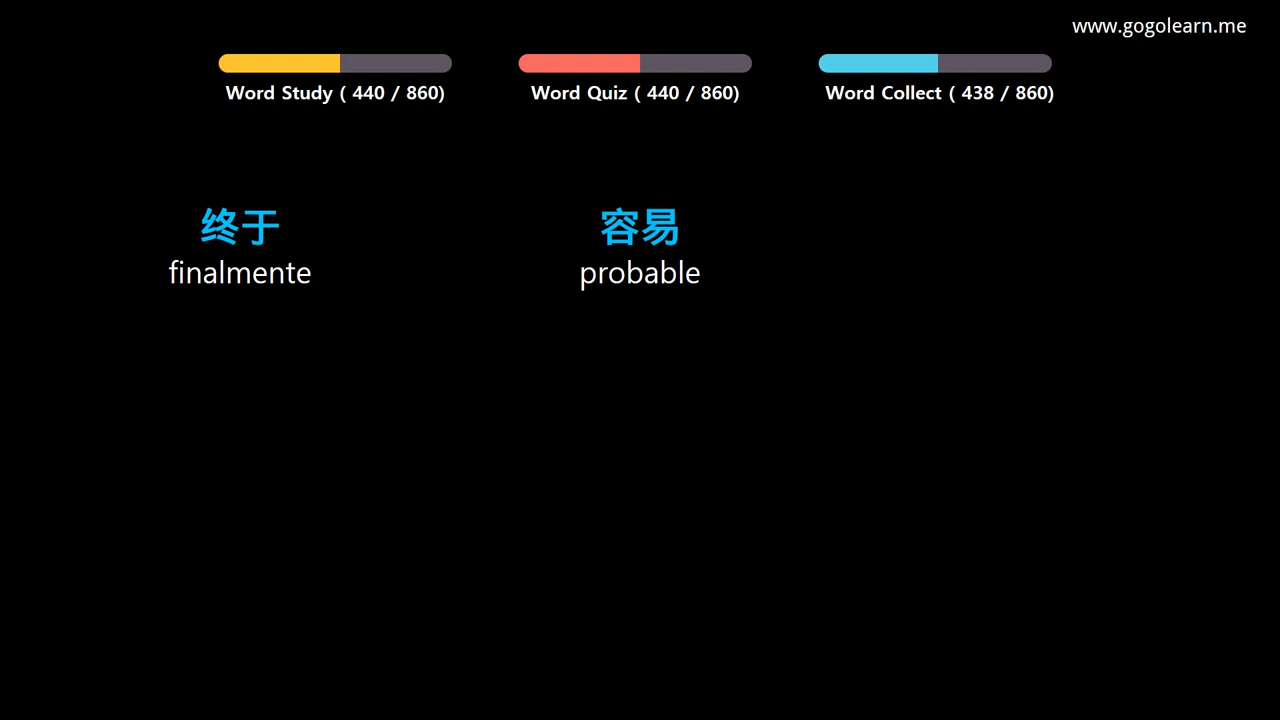 www.gogolearn.me
Word Study ( 440 / 860)
Word Quiz ( 440 / 860)
Word Collect ( 438 / 860)
终于
finalmente
容易
probable